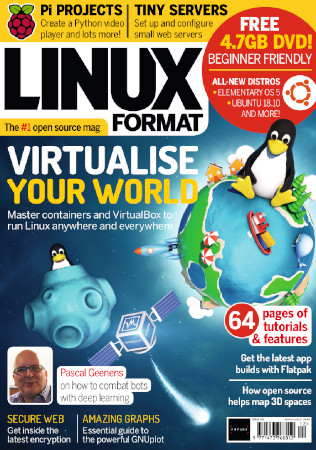 Pi PROJECTS
Create a Python video
player and lots more!
TINY SERVERS
Set up and configure
small web servers
FREE
4.7GB DVD!
BEGINNER FRIENDLY
ALL-NEW DISTROS
• ELEMENTARY OS 5
• UBUNTU 18.10
AND MORE!
LINUX
FORMAT
The #1 open source mag
VIRTUALISE
YOUR WORLD
Master containers and VirtualBox to
run Linux anywhere and everywhere
64 pages of
tutorials
& features
Get the latest app
builds with Flatpak
How open source
helps map 3D spaces
Pascal Geenens
on how to combat bots
with deep learning
SECURE WEB
Get inside the
latest encryption
AMAZING GRAPHS
Essential guide to
the powerful GNUplot
FUTURE